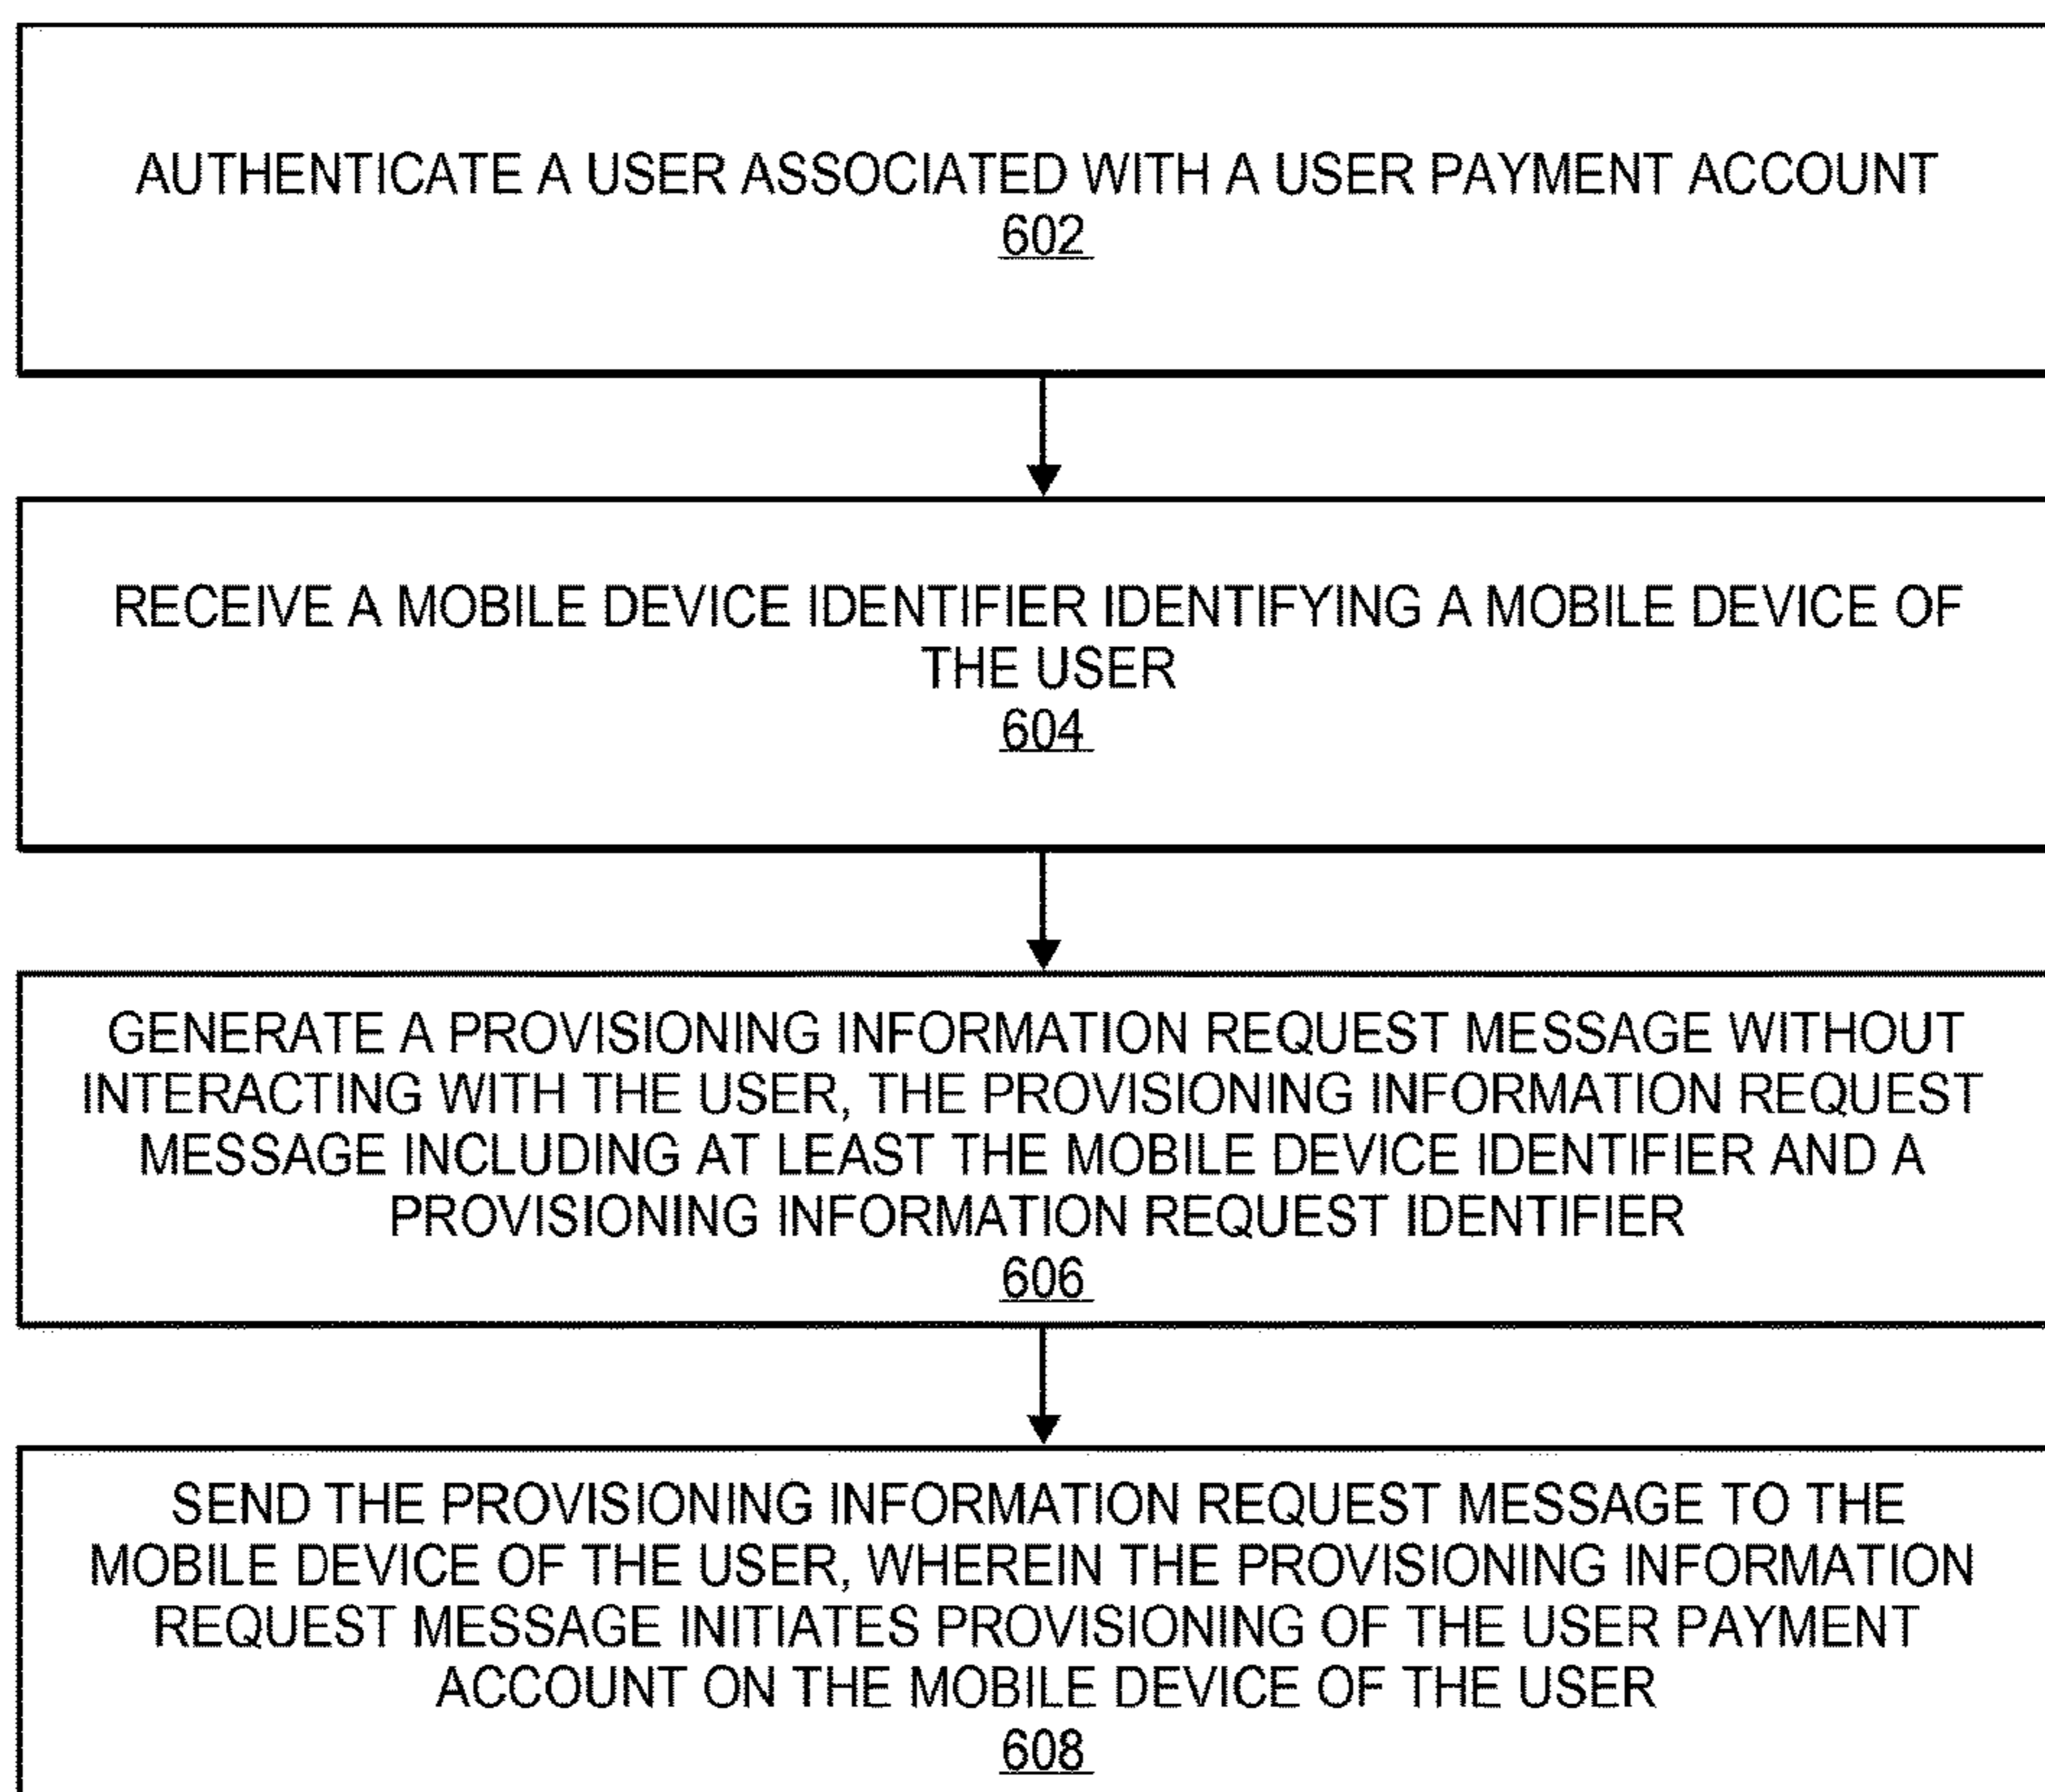 AUTHENTICATE A USER ASSOCIATED WITH A USER PAYMENT ACCOUNT
602
RECEIVE A MOBILE DEVICE IDENTIFIER IDENTIFYING A MOBILE DEVICE OF
THE USER
604
GENERATE A PROVISIONING INFORMATION REQUEST MESSAGE WITHOUT
INTERACTING WITH THE USER, THE PROVISIONING INFORMATION REQUEST
MESSAGE INCLUDING AT LEAST THE MOBILE DEVICE IDENTIFIER AND A
PROVISIONING INFORMATION REQUEST IDENTIFIER
606
SEND THE PROVISIONING INFORMATION REQUEST MESSAGE TO THE
MOBILE DEVICE OF THE USER, WHEREIN THE PROVISIONING INFORMATION
REQUEST MESSAGE INITIATES PROVISIONING OF THE USER PAYMENT
ACCOUNT ON THE MOBILE DEVICE OF THE USER
608